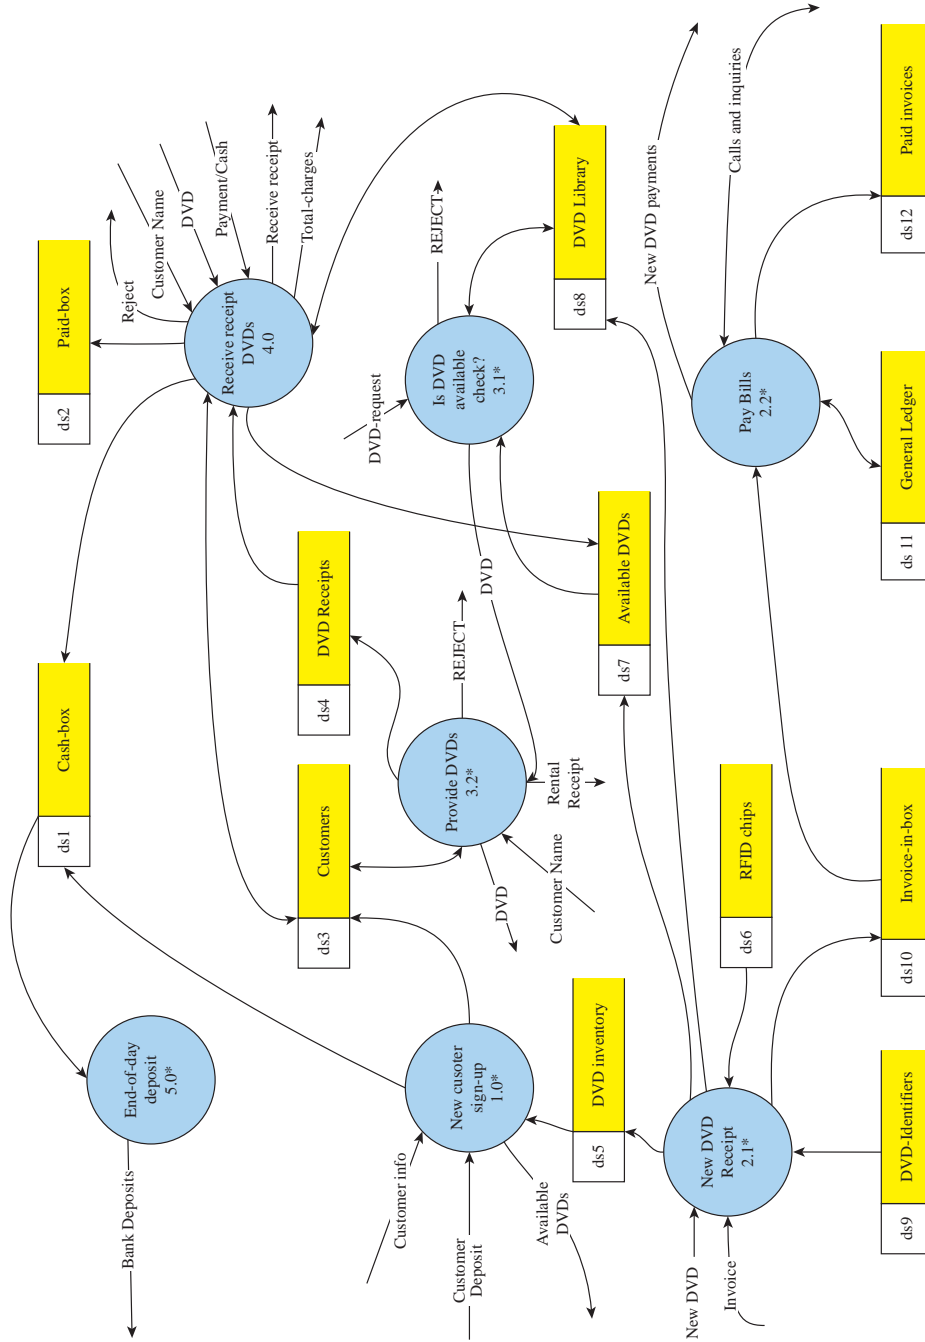 Bank Deposits
End-of-day
deposit
5.0*
ds1
Cash-box
ds2
Paid-box
Reject
Customer Name
DVD
Payment/Cash
Receive receipt
Total-charges
Receive receipt
DVDs
4.0
Customer info
Customer
Deposit
New cusoter
sign-up
1.0*
Available
DVDs
ds3
Customers
ds4
DVD Receipts
Provide DVDs
3.2*
REJECT
DVD
Customer Name
Rental
Receipt
DVD
DVD-request
Is DVD
available
check?
3.1*
REJECT
ds5
DVD inventory
ds7
Available DVDs
ds8
DVD Library
New DVD
Invoice
New DVD
Receipt
2.1*
ds6
RFID chips
New DVD payments
Pay Bills
2.2*
Calls and inquiries
ds9
DVD-Identifiers
ds10
Invoice-in-box
ds 11
General Ledger
ds12
Paid invoices